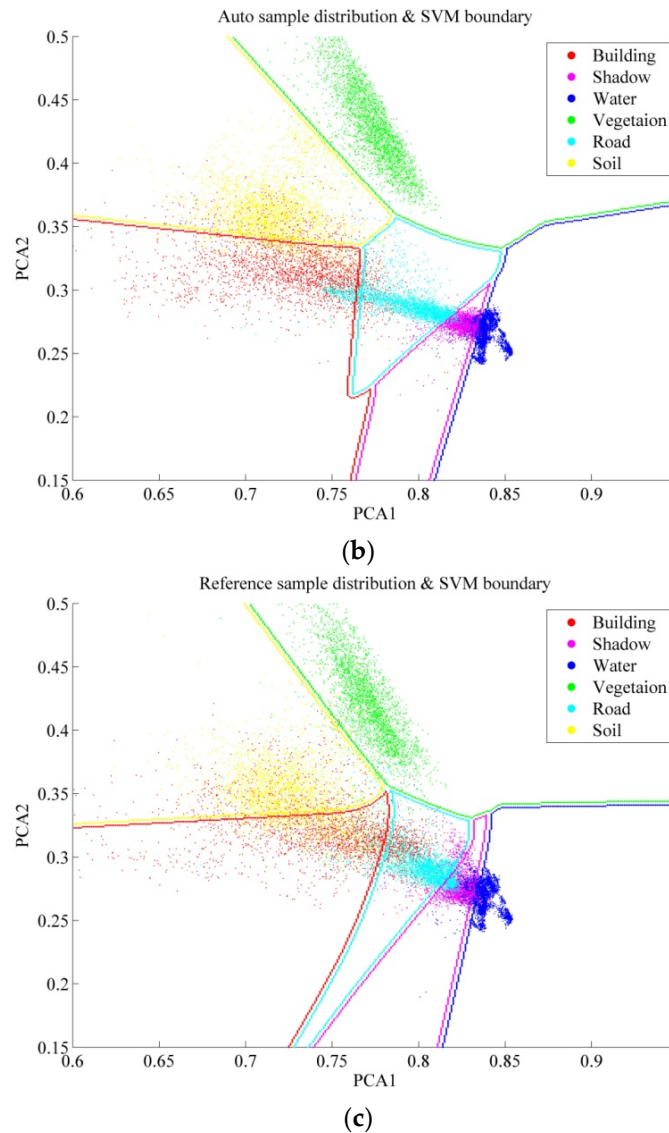 Auto sample distribution & SVM boundary
0.5
0.45
0.4
0.35
0.3
0.25
0.2
0.15
PCA2
Building
Shadow
Water
Vegetaion
Road
Soil
0.6 0.65 0.7 0.75 0.8 0.85 0.9
PCA1
(b)
Reference sample distribution & SVM boundary
0.5
0.45
0.4
0.35
0.3
0.25
0.2
0.15
PCA2
Building
Shadow
Water
Vegetaion
Road
Soil
0.6 0.65 0.7 0.75 0.8 0.85 0.9
PCA1
(c)